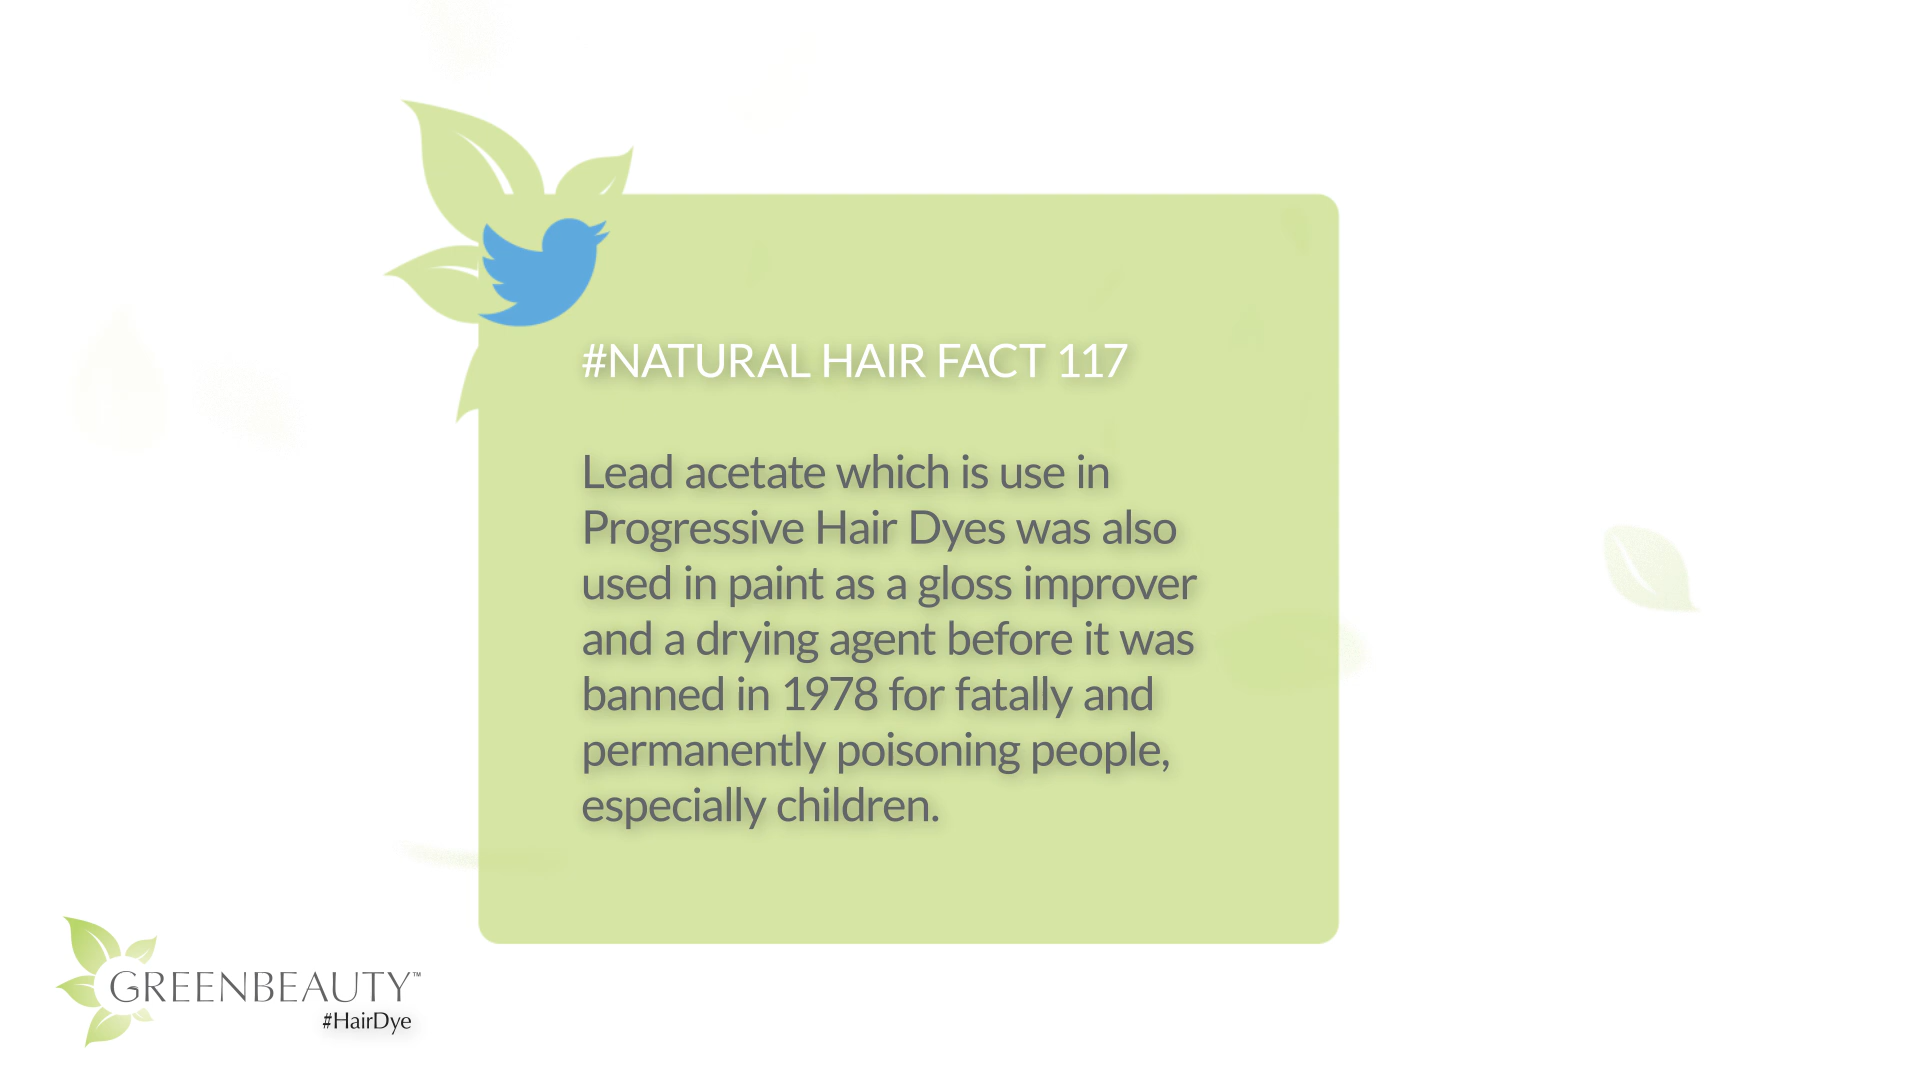 #NATURAL HAIR FACT 117
Lead acetate which is use in
Progressive Hair Dyes was also
used in paint as a gloss improver
and a drying agent before it was
banned in 1978 for fatally and
permanently poisoning people,
especially children.
GREENBEAUTY™
#HairDye